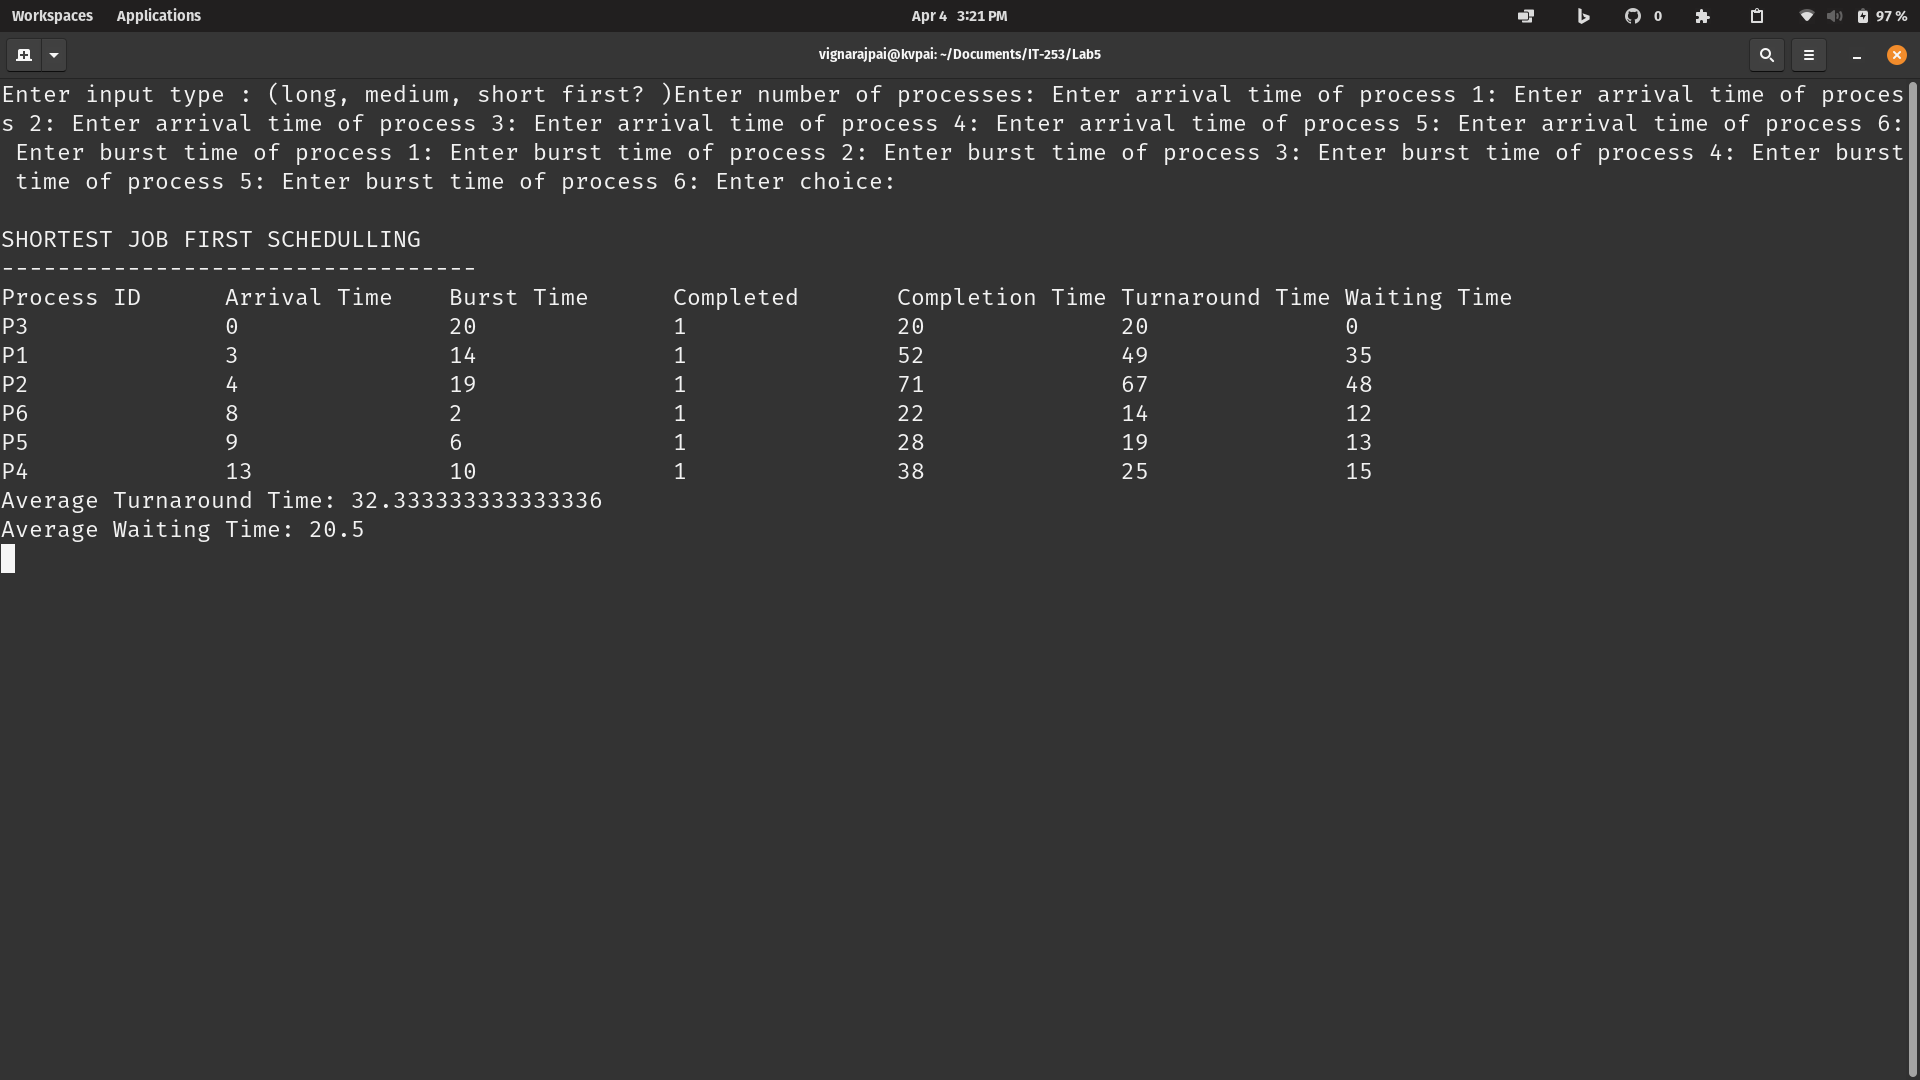 Workspaces Applications Apr 4 3:21 PM 0 97 %
vignarajpai@kvpai: ~/Documents/IT-253/Lab5
Enter input type : (long, medium, short first? )Enter number of processes: Enter arrival time of process 1: Enter arrival time of proces
s 2: Enter arrival time of process 3: Enter arrival time of process 4: Enter arrival time of process 5: Enter arrival time of process 6:
 Enter burst time of process 1: Enter burst time of process 2: Enter burst time of process 3: Enter burst time of process 4: Enter burst
 time of process 5: Enter burst time of process 6: Enter choice:
SHORTEST JOB FIRST SCHEDULLING
----------------------------------
Process ID Arrival Time Burst Time Completed Completion Time Turnaround Time Waiting Time
P3 0 20 1 20 20 0
P1 3 14 1 52 49 35
P2 4 19 1 71 67 48
P6 8 2 1 22 14 12
P5 9 6 1 28 19 13
P4 13 10 1 38 25 15
Average Turnaround Time: 32.333333333333336
Average Waiting Time: 20.5